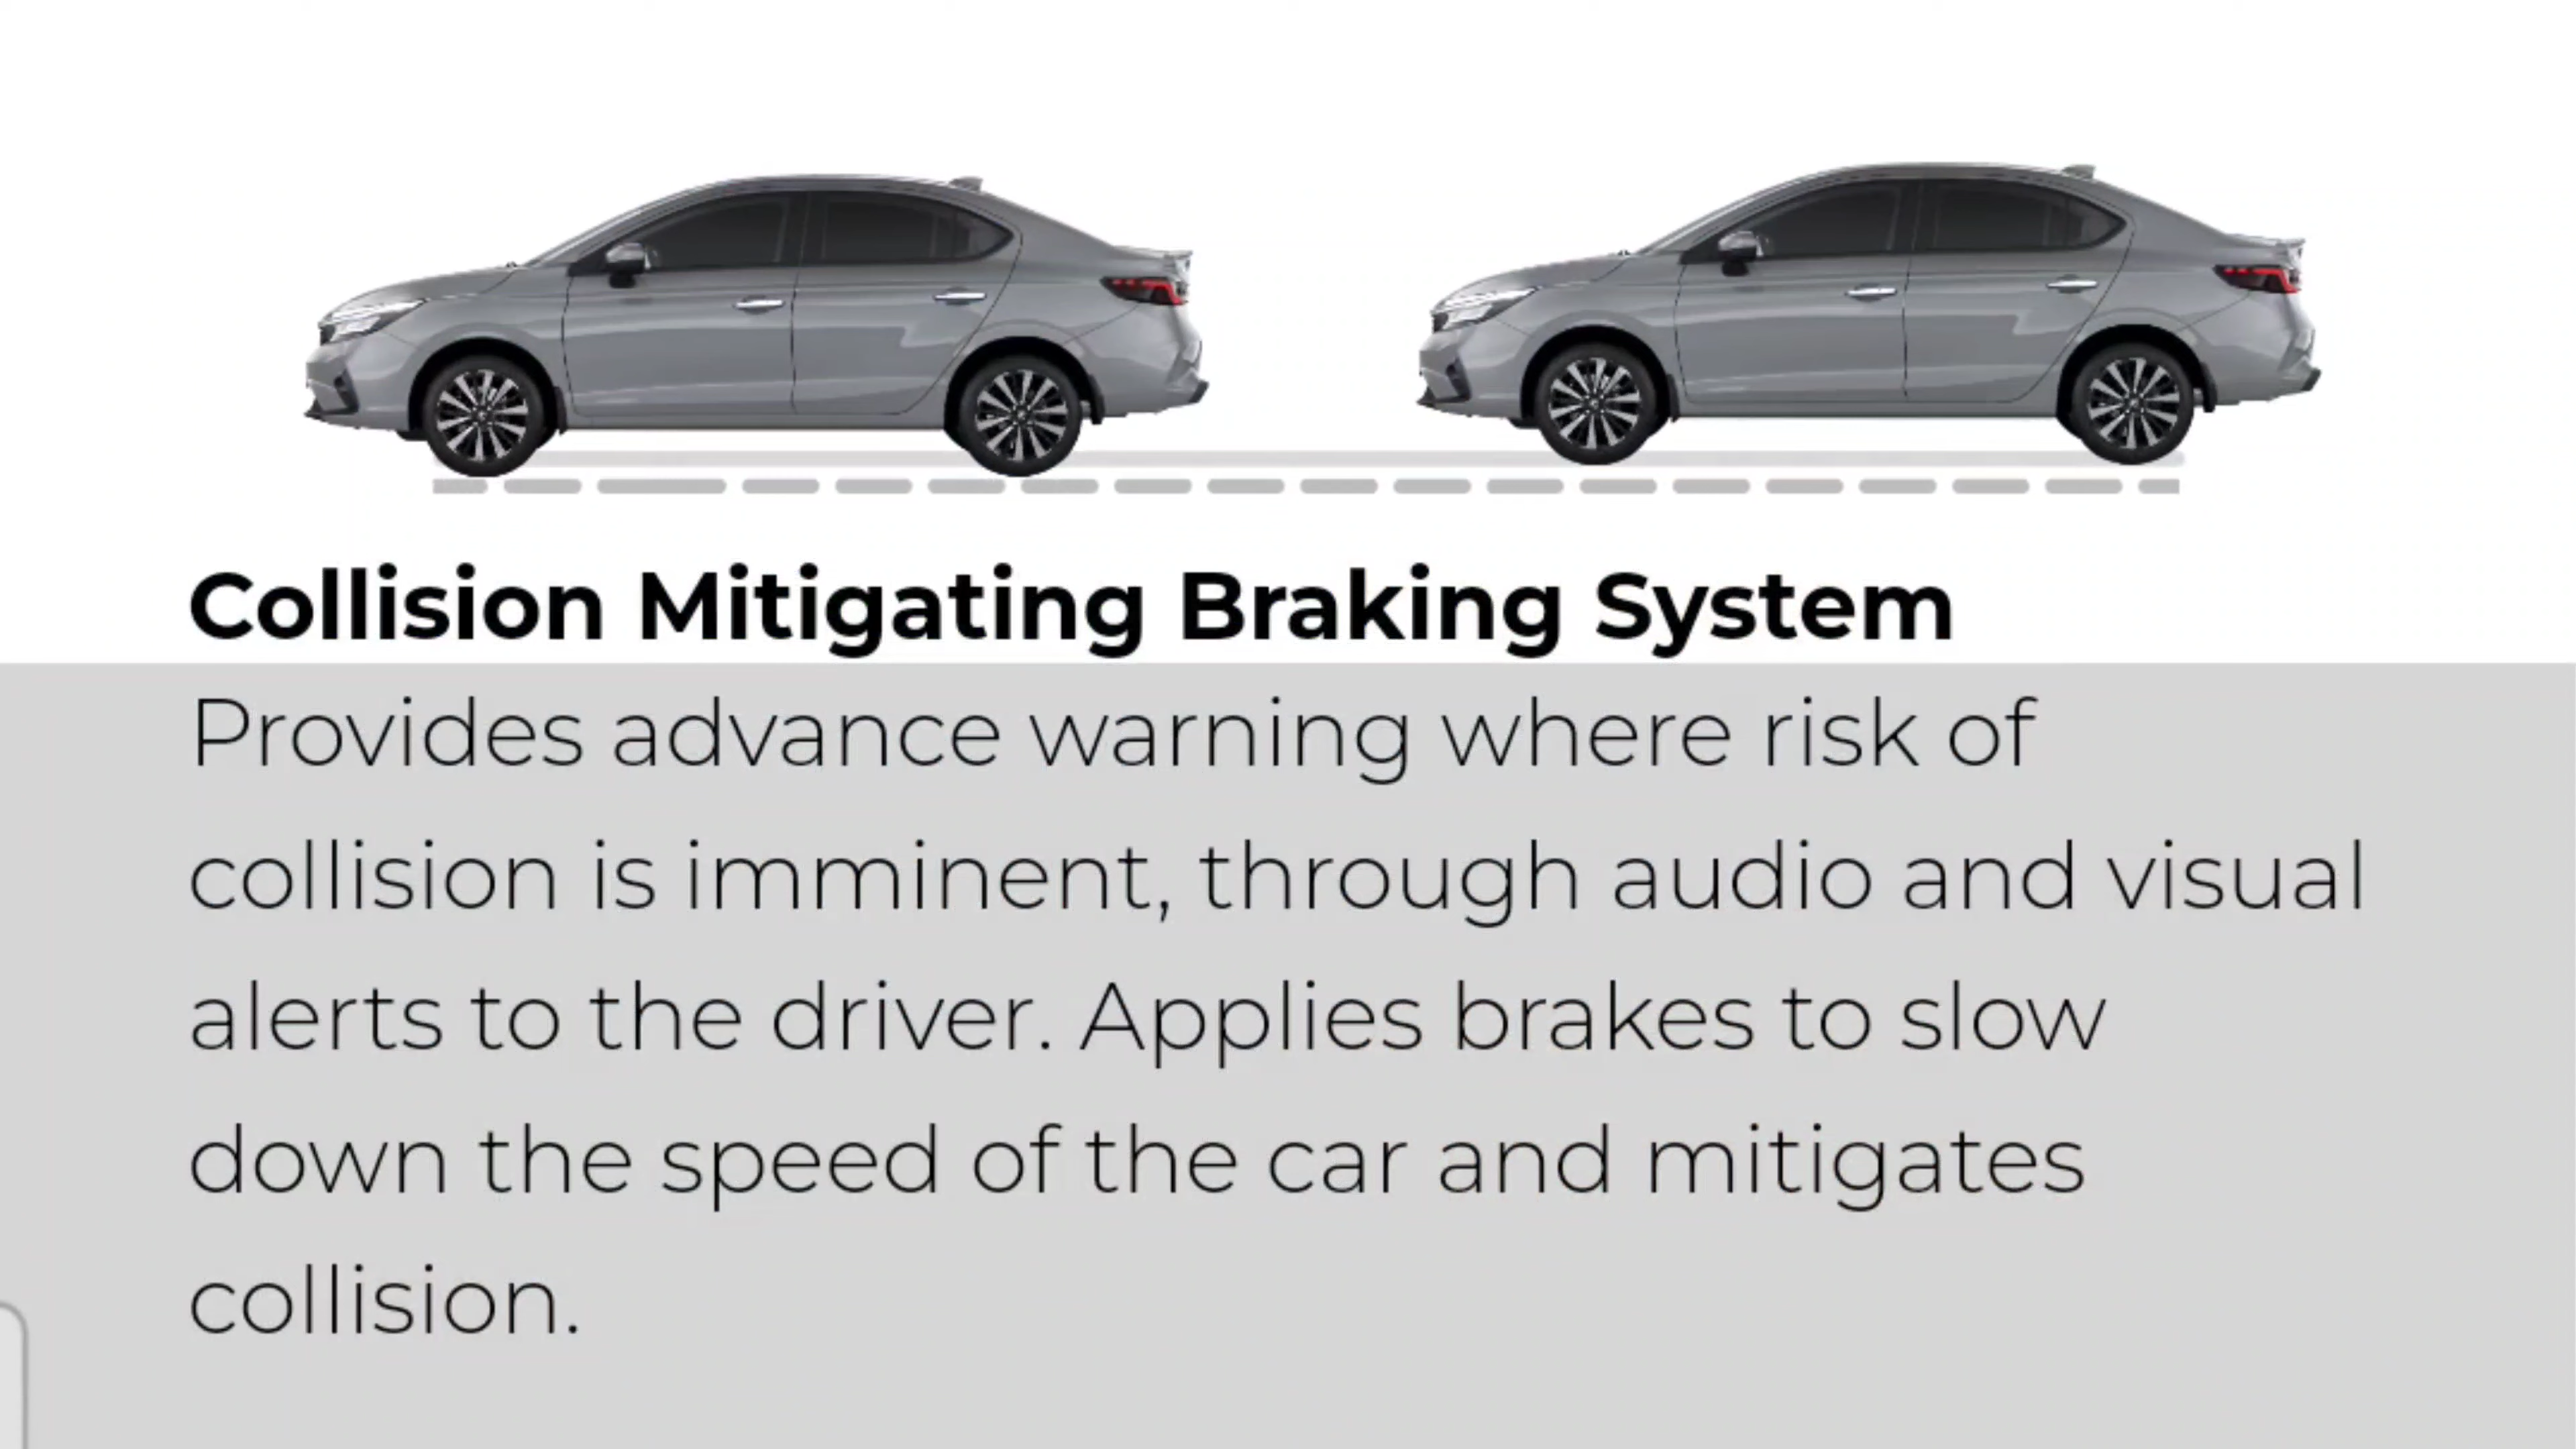 Collision Mitigating Braking System
Provides advance warning where risk of
collision is imminent, through audio and visual
alerts to the driver. Applies brakes to slow
down the speed of the car and mitigates
collision.